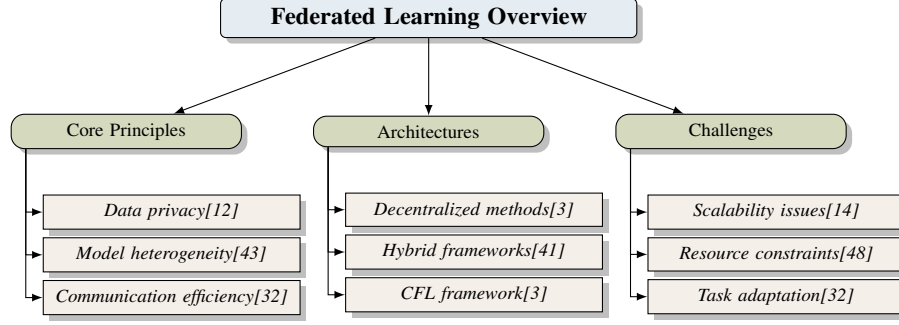 Federated Learning Overview
Core Principles
Data privacy[12]
Model heterogeneity[43]
Communication efficiency[32]
Architectures
Decentralized methods[3]
Hybrid frameworks[41]
CFL framework[3]
Challenges
Scalability issues[14]
Resource constraints[48]
Task adaptation[32]